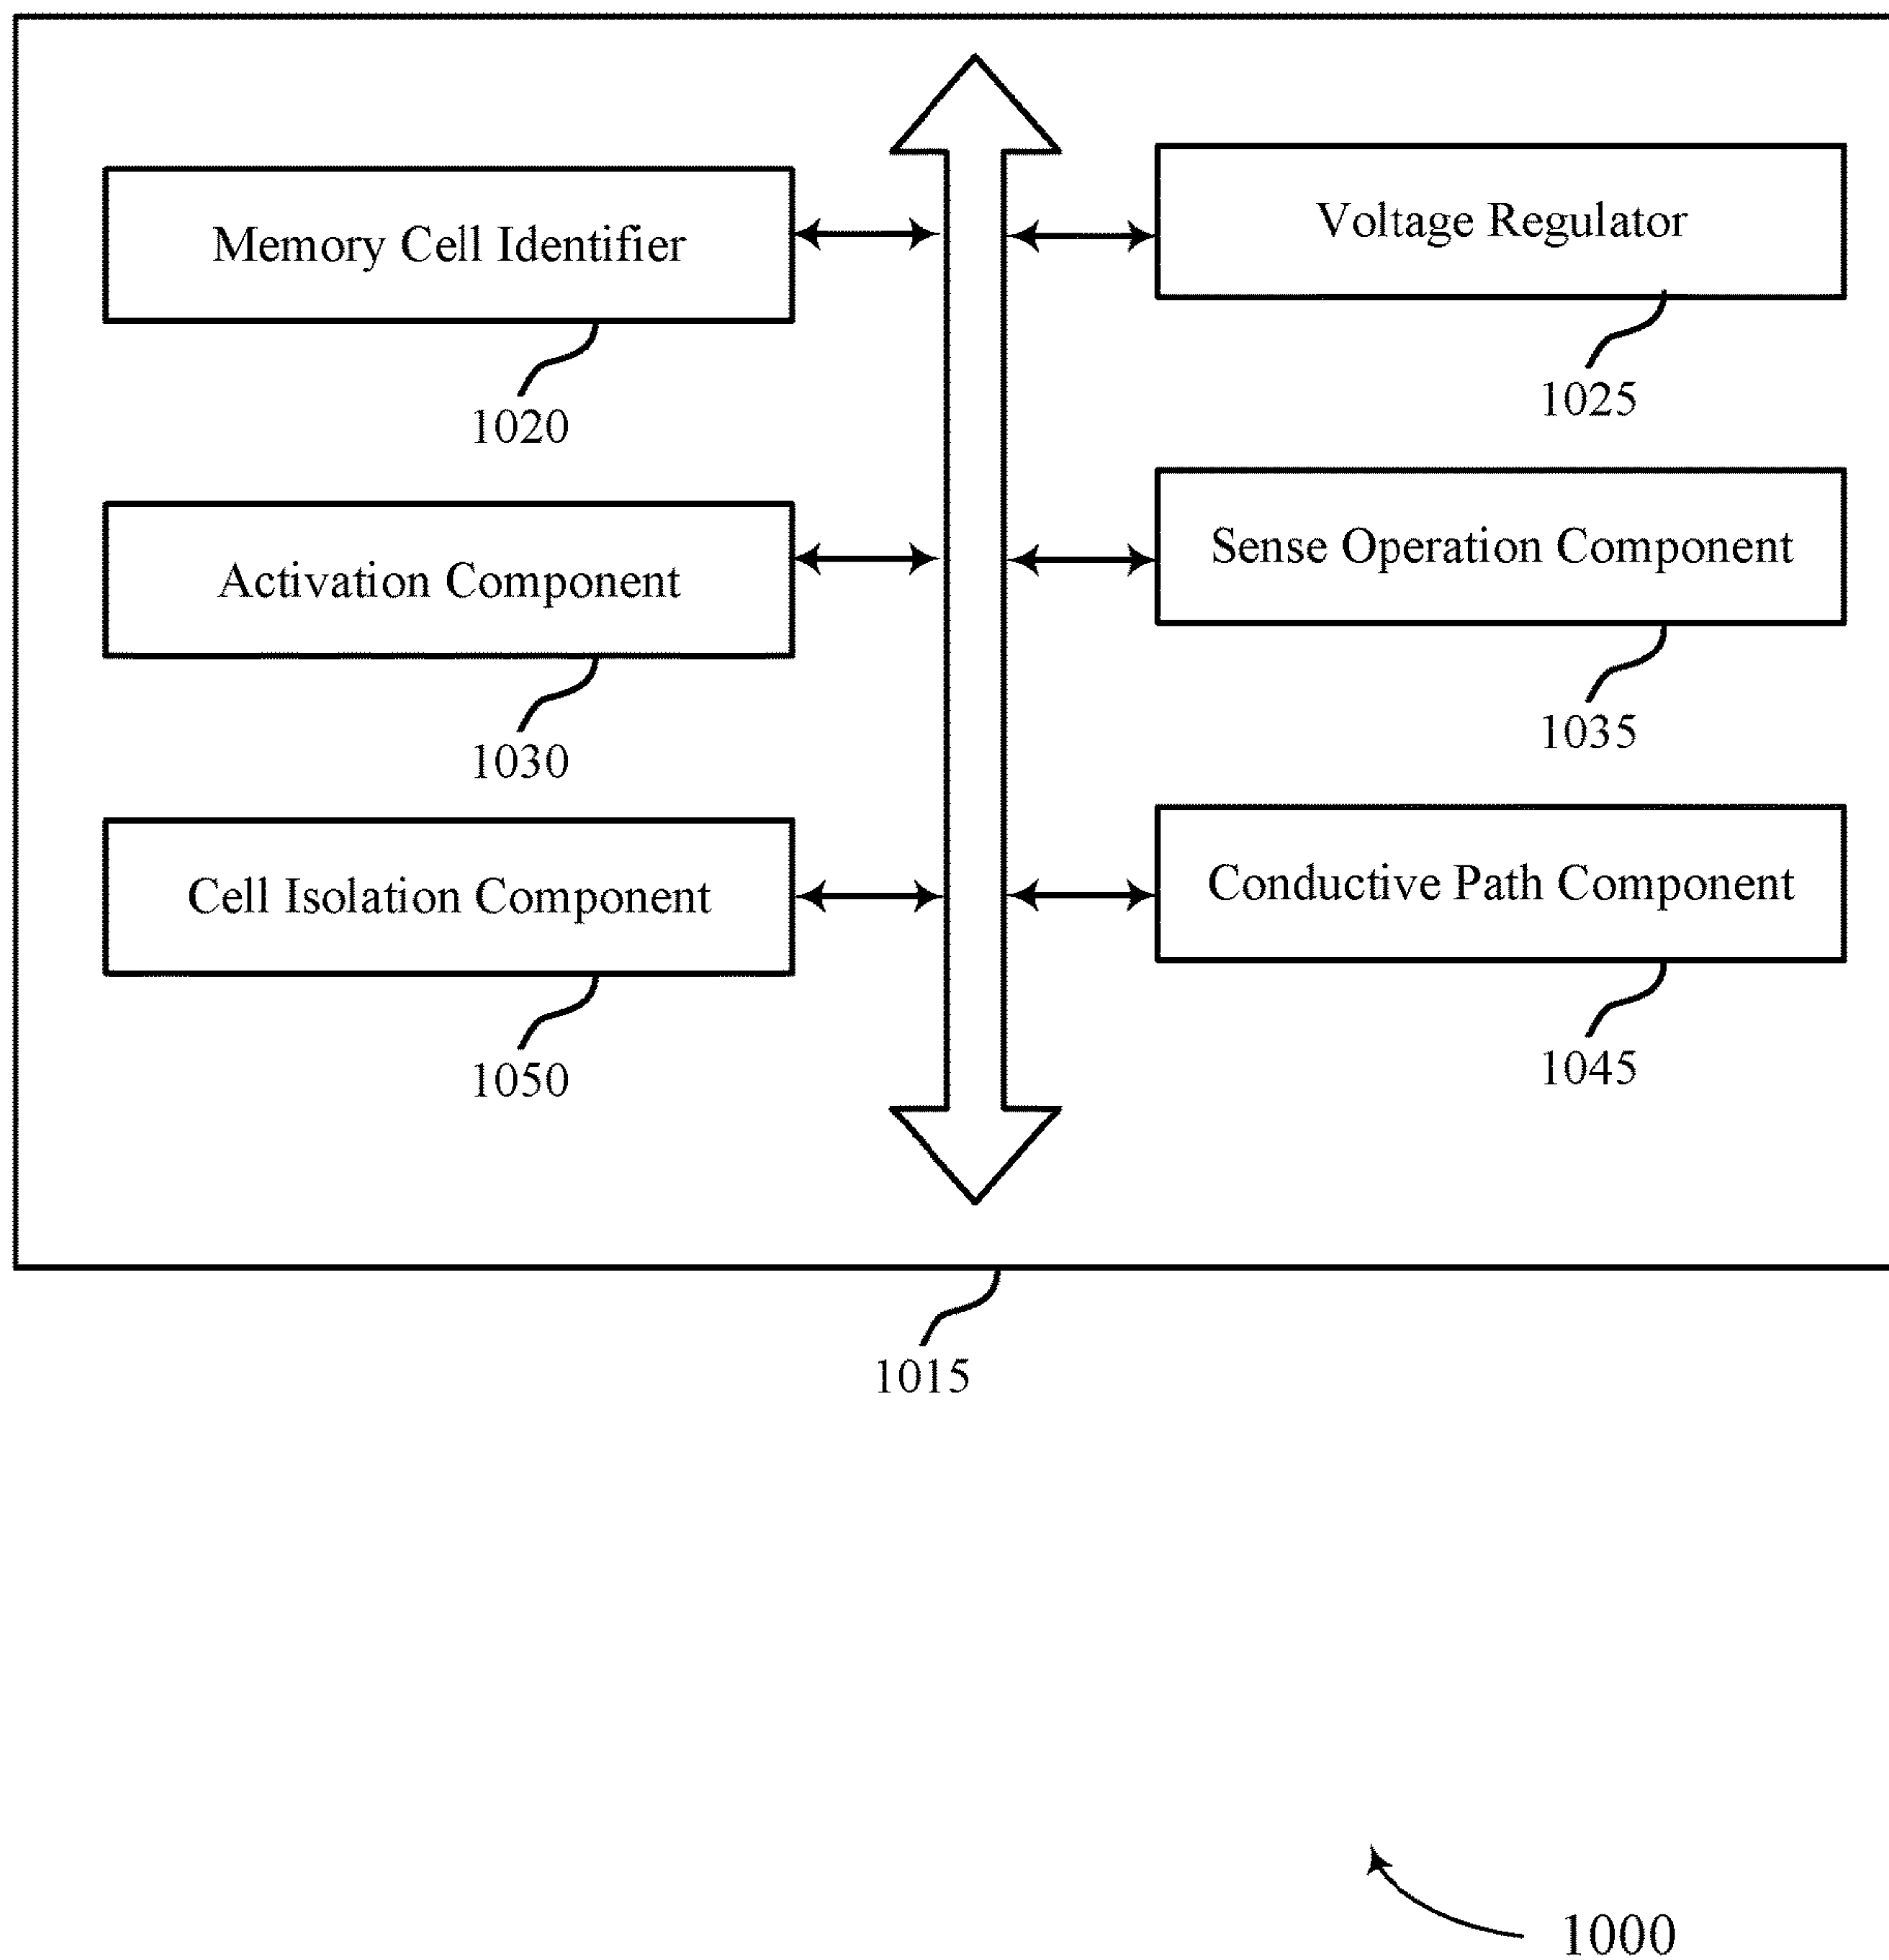 Memory Cell Identifier
1020
Voltage Regulator
1025
Activation Component
1030
Sense Operation Component
1035
Cell Isolation Component
1050
Conductive Path Component
1045
1015
1000